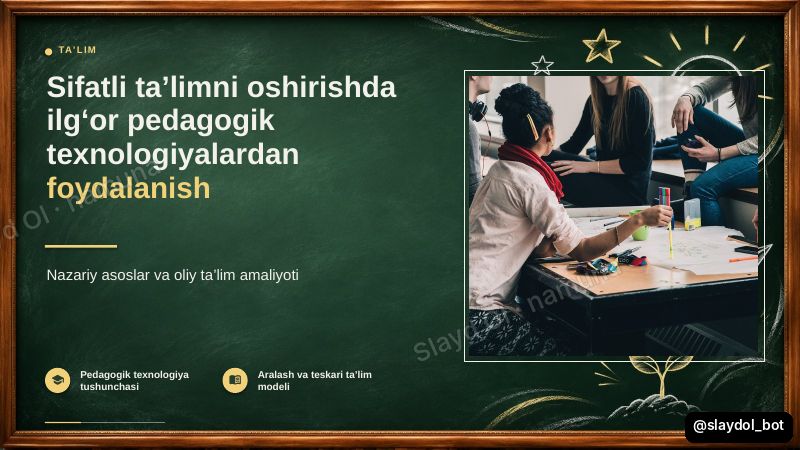 TA'LIM
Sifatli ta’limni oshirishda
ilg‘or pedagogik
texnologiyalardan
foydalanish
Nazariy asoslar va oliy ta’lim amaliyoti
Pedagogik texnologiya
tushunchasi
Aralash va teskari ta’lim
modeli
@slaydol_bot